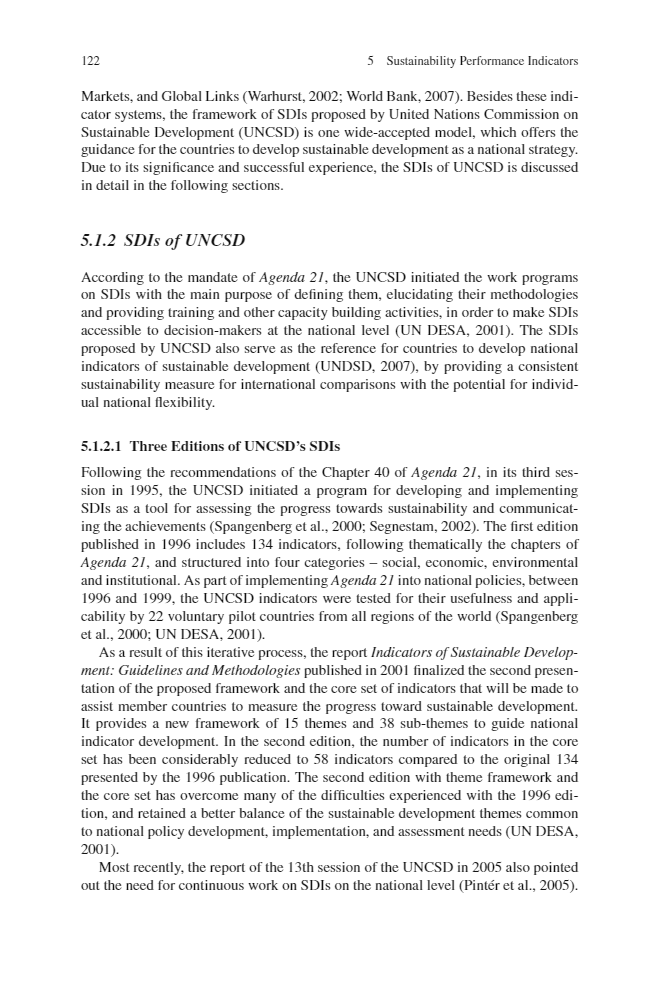 122
5 Sustainability Performance Indicators
Markets, and Global Links (Warhurst, 2002; World Bank, 2007). Besides these indi-
cator systems, the framework of SDIs proposed by United Nations Commission on
Sustainable Development (UNCSD) is one wide-accepted model, which offers the
guidance for the countries to develop sustainable development as a national strategy.
Due to its significance and successful experience, the SDIs of UNCSD is discussed
in detail in the following sections.
5.1.2 SDIs of UNCSD
According to the mandate of Agenda 21, the UNCSD initiated the work programs
on SDIs with the main purpose of defining them, elucidating their methodologies
and providing training and other capacity building activities, in order to make SDIs
accessible to decision-makers at the national level (UN DESA, 2001). The SDIs
proposed by UNCSD also serve as the reference for countries to develop national
indicators of sustainable development (UNDSD, 2007), by providing a consistent
sustainability measure for international comparisons with the potential for individ-
ual national flexibility.
5.1.2.1 Three Editions of UNCSD's SDIs
Following the recommendations of the Chapter 40 of Agenda 21, in its third ses-
sion in 1995, the UNCSD initiated a program for developing and implementing
SDIs as a tool for assessing the progress towards sustainability and communicat-
ing the achievements (Spangenberg et al., 2000; Segnestam, 2002). The first edition
published in 1996 includes 134 indicators, following thematically the chapters of
Agenda 21, and structured into four categories – social, economic, environmental
and institutional. As part of implementing Agenda 21 into national policies, between
1996 and 1999, the UNCSD indicators were tested for their usefulness and appli-
cability by 22 voluntary pilot countries from all regions of the world (Spangenberg
et al., 2000; UN DESA, 2001).
As a result of this iterative process, the report Indicators of Sustainable Develop-
ment: Guidelines and Methodologies published in 2001 finalized the second presen-
tation of the proposed framework and the core set of indicators that will be made to
assist member countries to measure the progress toward sustainable development.
It provides a new framework of 15 themes and 38 sub-themes to guide national
indicator development. In the second edition, the number of indicators in the core
set has been considerably reduced to 58 indicators compared to the original 134
presented by the 1996 publication. The second edition with theme framework and
the core set has overcome many of the difficulties experienced with the 1996 edi-
tion, and retained a better balance of the sustainable development themes common
to national policy development, implementation, and assessment needs (UN DESA,
2001).
Most recently, the report of the 13th session of the UNCSD in 2005 also pointed
out the need for continuous work on SDIs on the national level (Pintér et al., 2005).